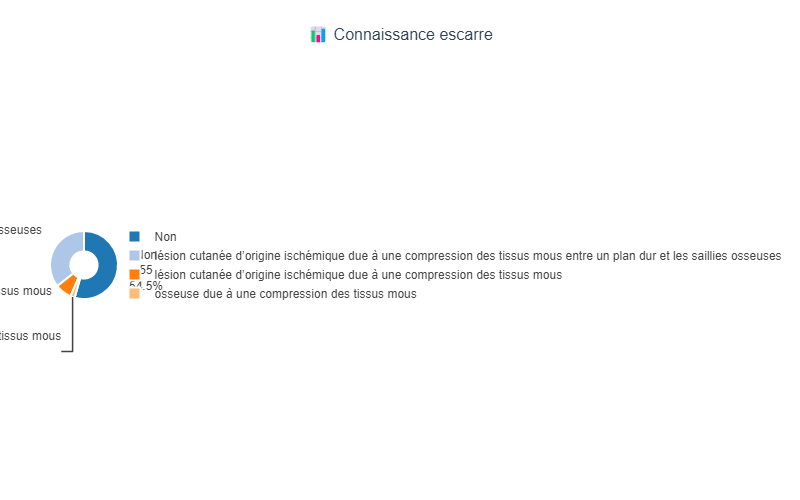 Connaissance escarre
sseuses
Non
lésion cutanée d’origine ischémique due à une compression des tissus mous entre un plan dur et les saillies osseuses
55
lésion cutanée d’origine ischémique due à une compression des tissus mous
54.5%
ssus mous
osseuse due à une compression des tissus mous
tissus mous